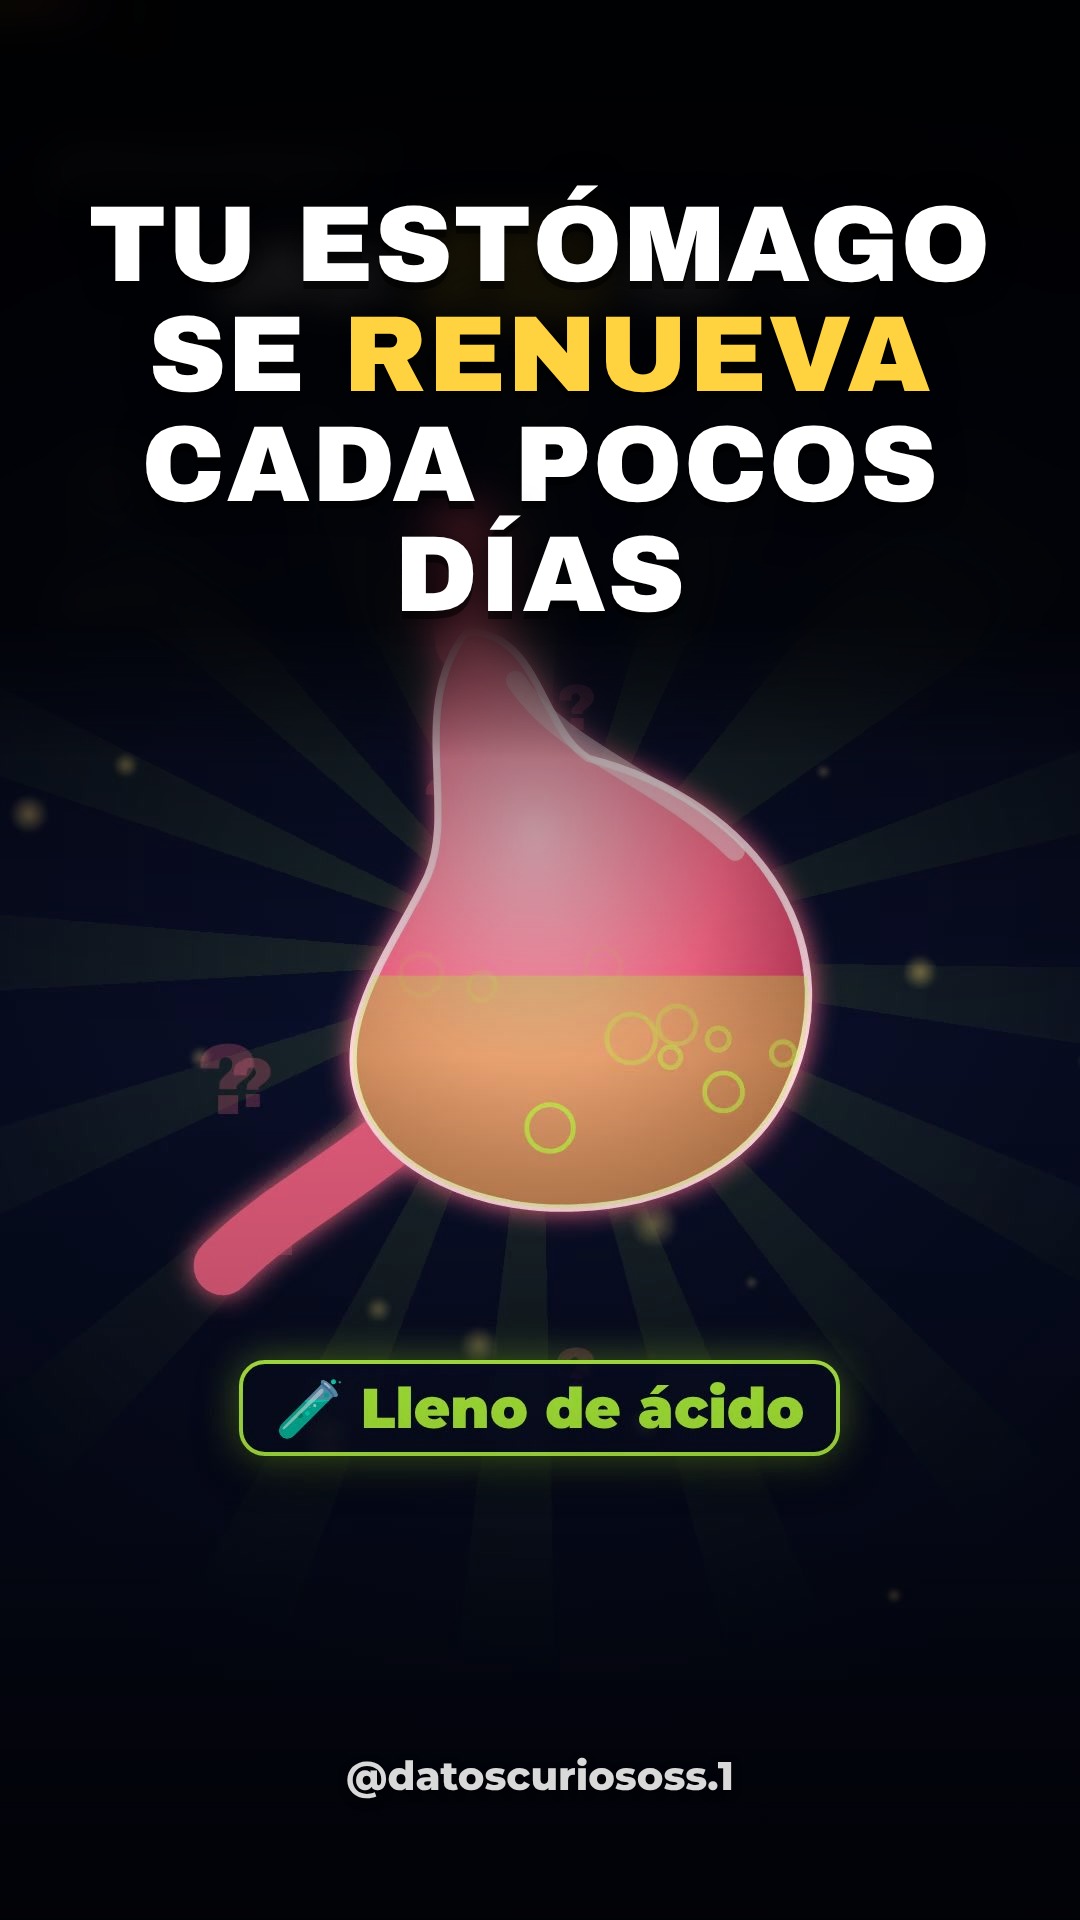 TU ESTÓMAGO
SE RENUEVA
CADA POCOS
DÍAS
?
??
?
Lleno de ácido
@datoscuriososs.1